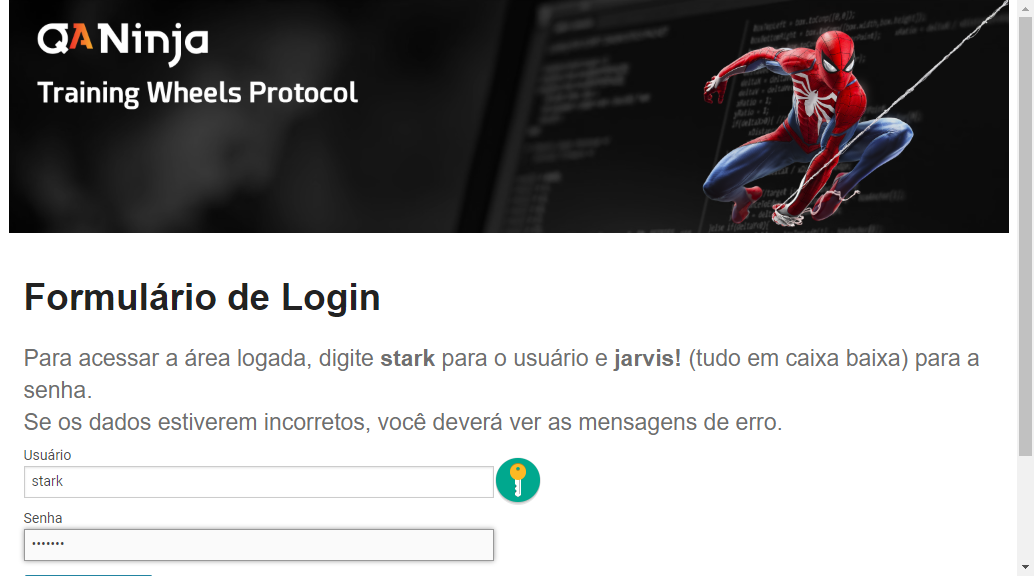 QANinja
Training Wheels Protocol
Formulário de Login
Para acessar a área logada, digite stark para o usuário e jarvis! (tudo em caixa baixa) para a
senha.
Se os dados estiverem incorretos, você deverá ver as mensagens de erro.
Usuário
stark
Senha
•••••••